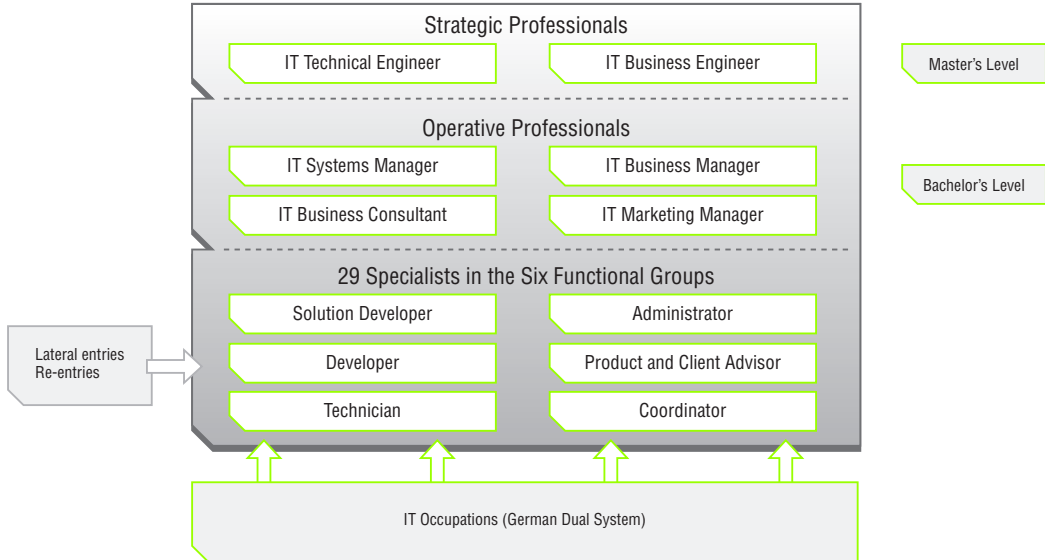 Strategic Professionals
IT Technical Engineer
IT Business Engineer
Master's Level
Operative Professionals
IT Systems Manager
IT Business Manager
Bachelor's Level
IT Business Consultant
IT Marketing Manager
29 Specialists in the Six Functional Groups
Solution Developer
Administrator
Lateral entries
Re-entries
Developer
Product and Client Advisor
Technician
Coordinator
IT Occupations (German Dual System)